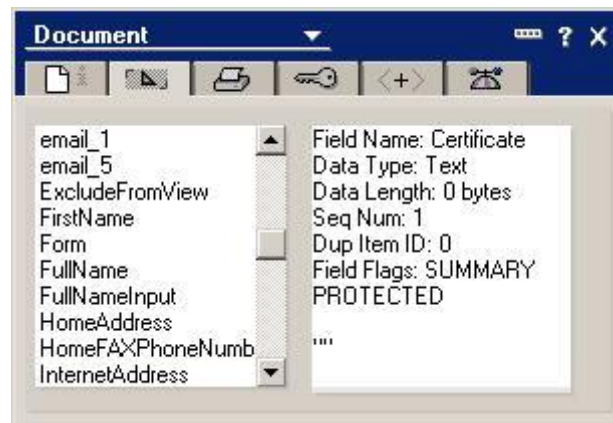 Document
? X
<+>
email_1
email_5
ExcludeFromView
FirstName
Form
FullName
FullNameInput
HomeAddress
HomeFAXPhoneNumb
InternetAddress
Field Name: Certificate
Data Type: Text
Data Length: 0 bytes
Seq Num: 1
Dup Item ID: 0
Field Flags: SUMMARY
PROTECTED
""